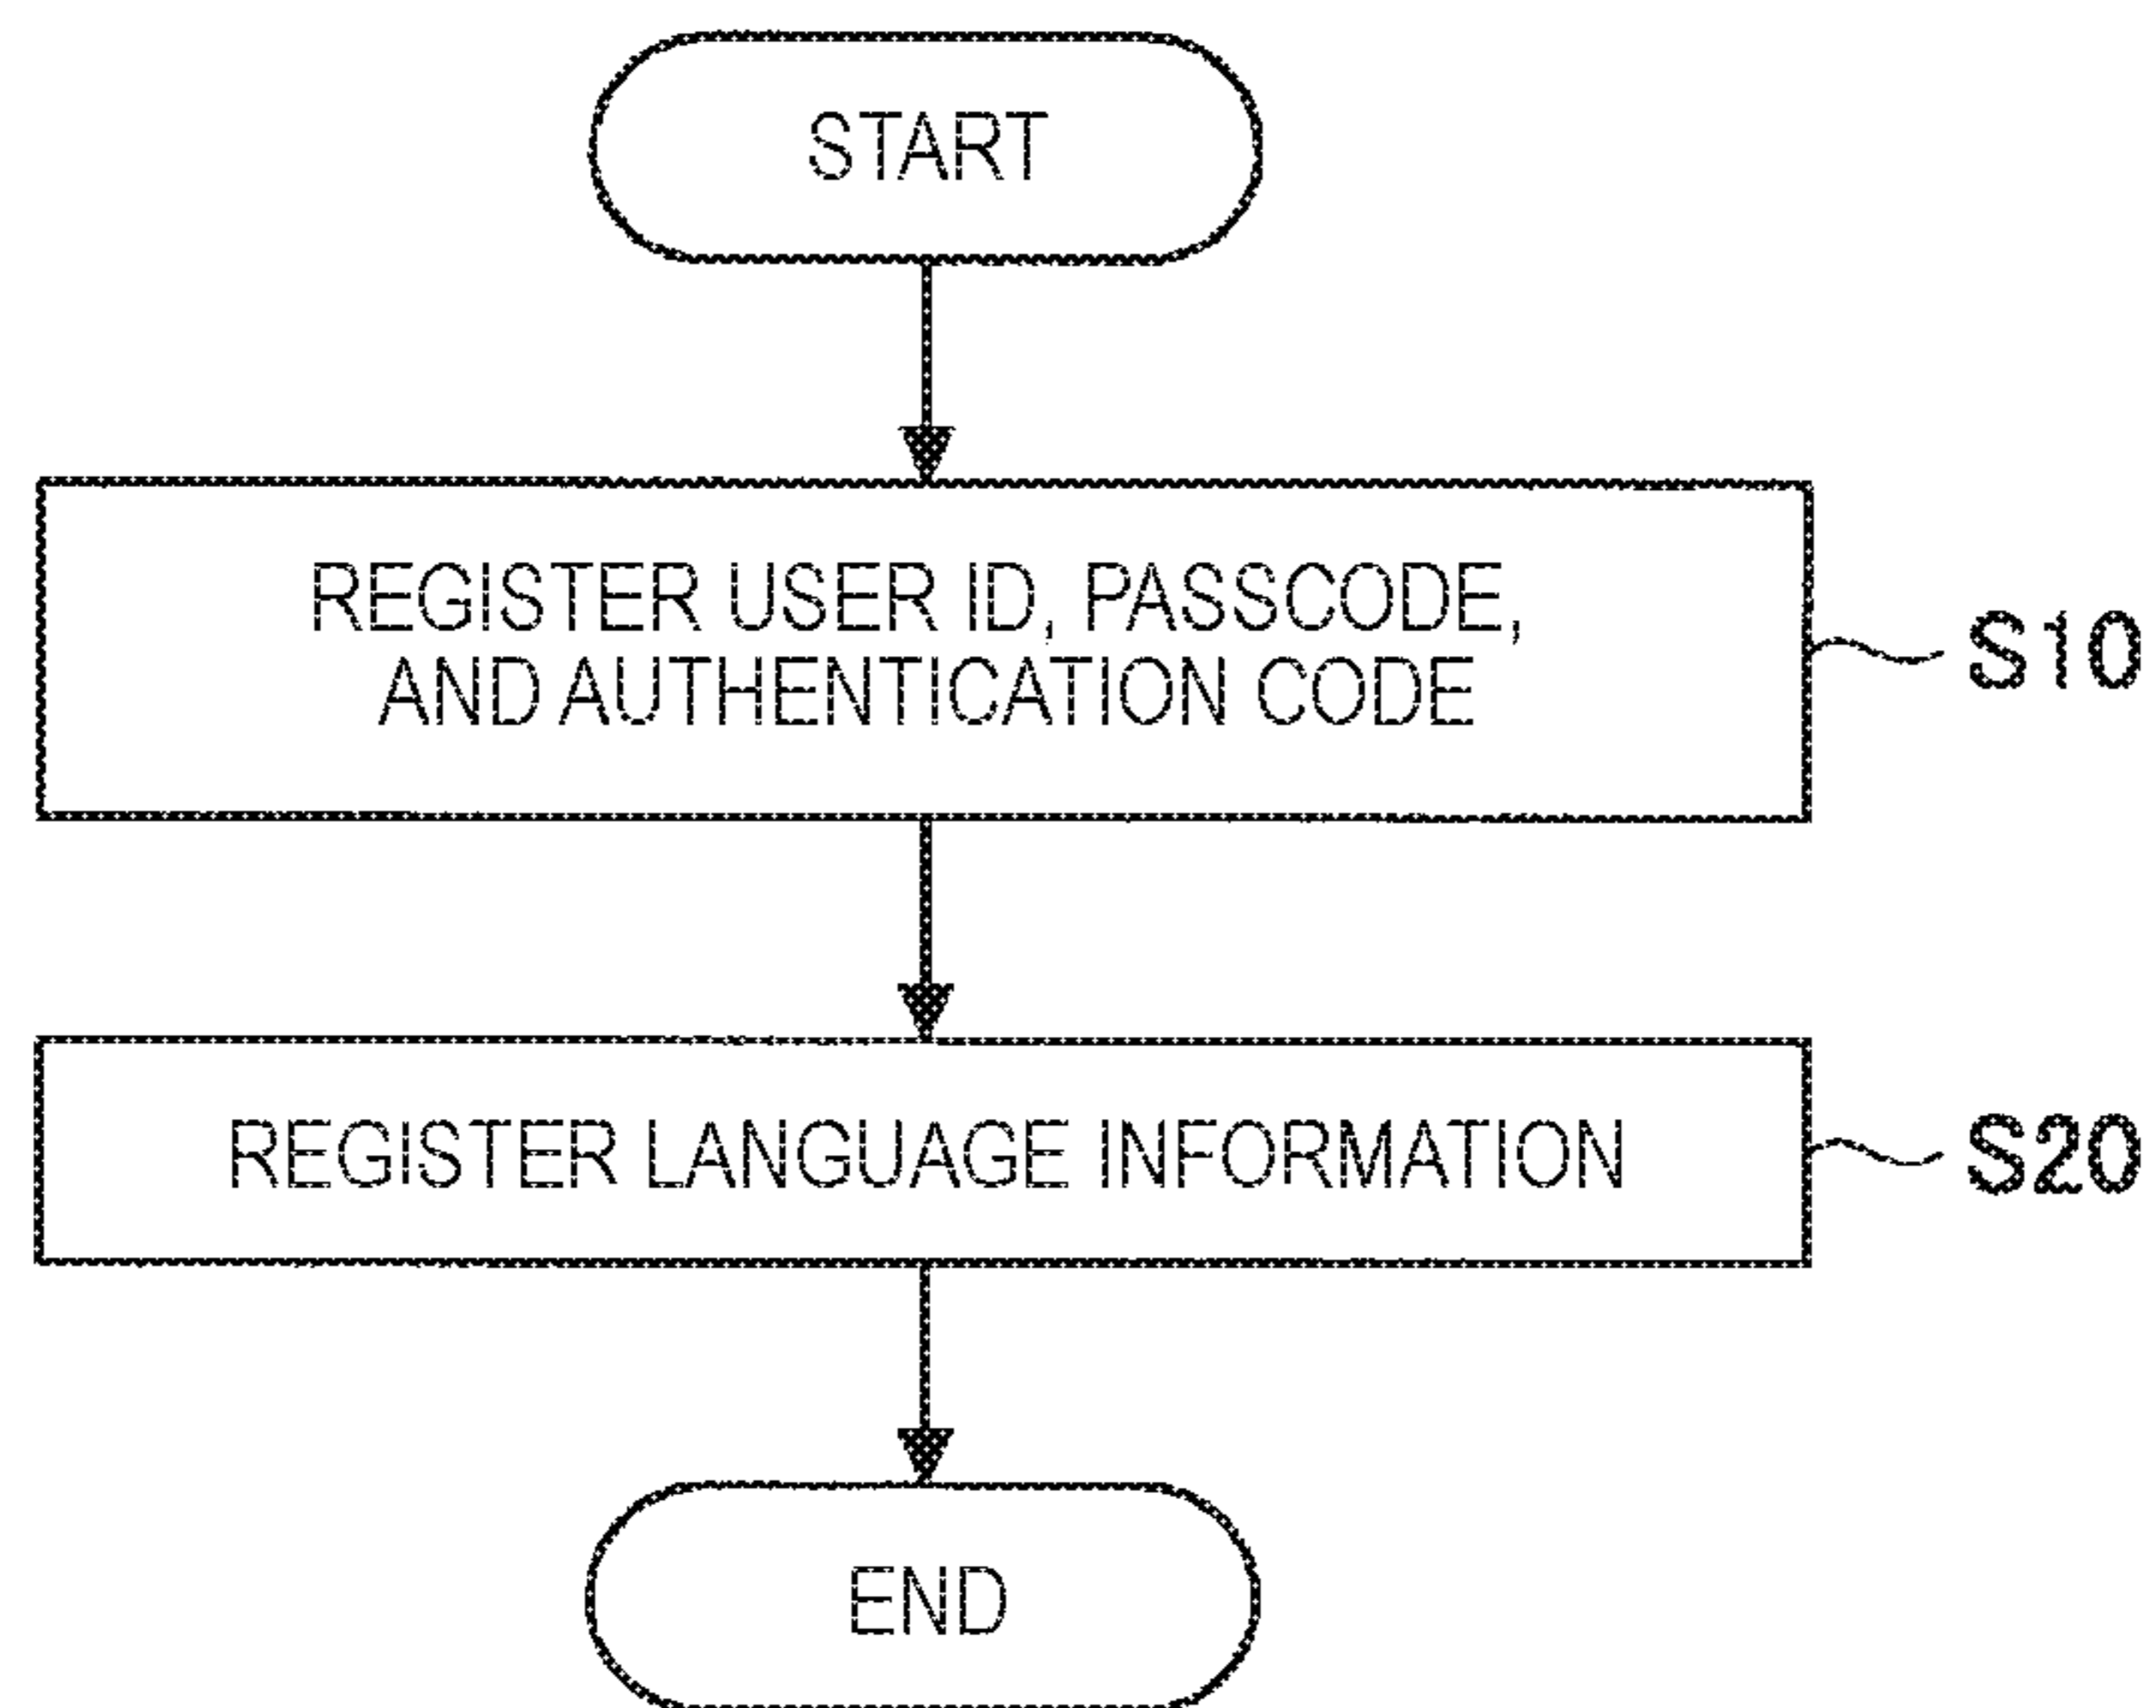 START
REGISTER USER ID, PASSCODE,
AND AUTHENTICATION CODE
S10
REGISTER LANGUAGE INFORMATION
S20
END